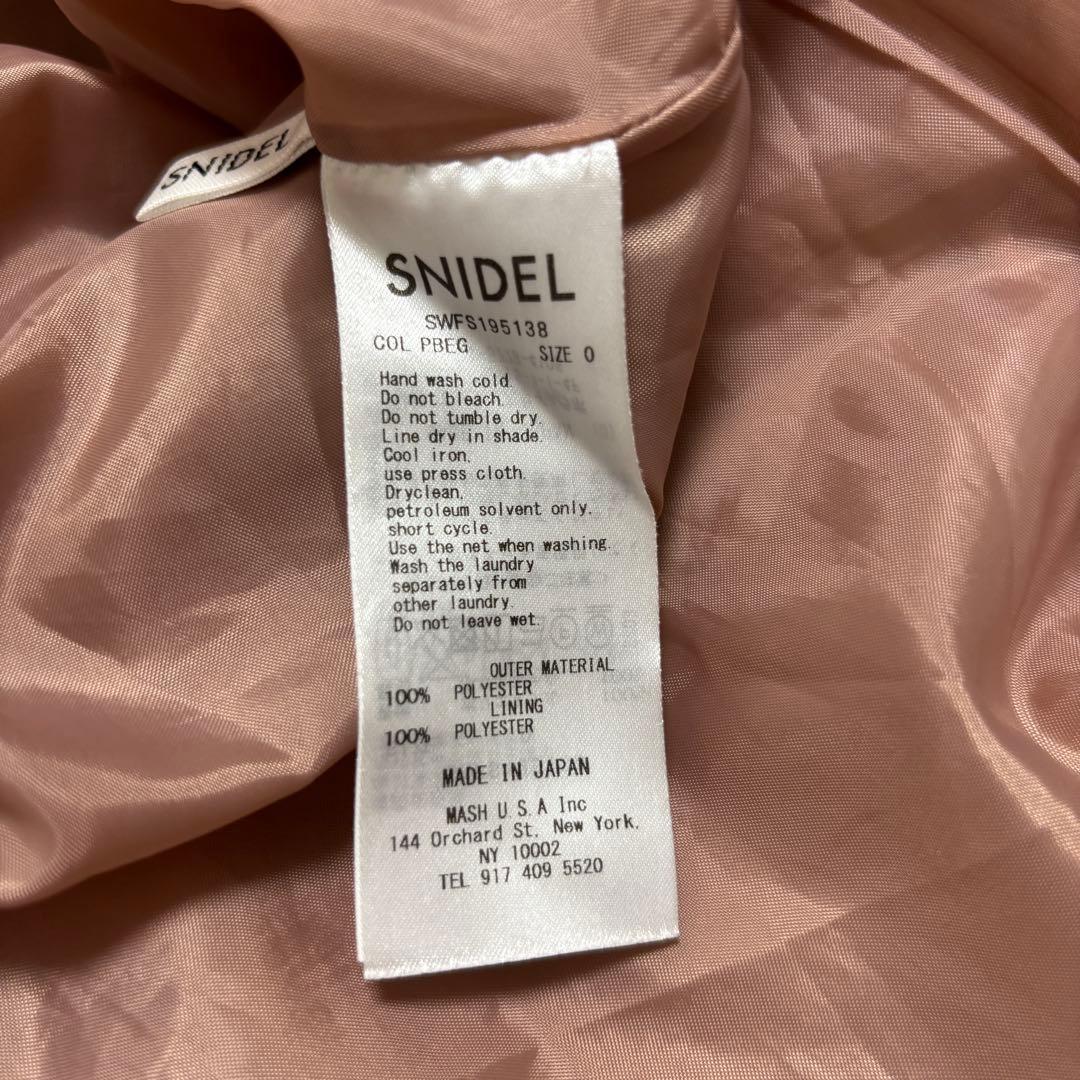 SNIDEL
SNIDEL
SWFS195138
COL PBEG SIZE 0
Hand wash cold.
Do not bleach.
Do not tumble dry.
Line dry in shade.
Cool iron,
use press cloth.
Dryclean,
petroleum solvent only.
short cycle.
Use the net when washing.
Wash the laundry
separately from
other laundry.
Do not leave wet.
OUTER MATERIAL
100% POLYESTER
LINING
100% POLYESTER
MADE IN JAPAN
MASH U.S.A Inc
144 Orchard St. New York,
NY 10002
TEL 917 409 5520